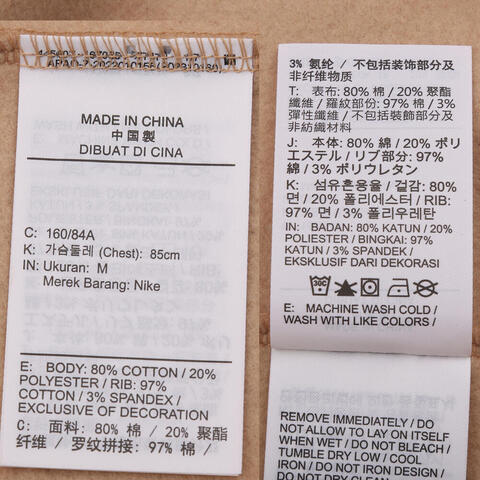 MADE IN CHINA
中国製
DIBUAT DI CINA
C: 160/84A
K: 가슴둘레 (Chest): 85cm
IN: Ukuran: M
Merek Barang: Nike
E: BODY: 80% COTTON / 20%
POLYESTER / RIB: 97%
COTTON / 3% SPANDEX /
EXCLUSIVE OF DECORATION
C: 面料: 80% 棉 / 20% 聚酯
纤维 / 罗纹拼接: 97% 棉 /
3% 氨纶 / 不包括装饰部分及
非纤维物质
T: 表布: 80% 棉 / 20% 聚酯
纖維 / 羅紋部份: 97% 棉 / 3%
彈性纖維 / 不包括裝飾部分及
非紡織材料
J: 本体: 80% 綿 / 20% ポリ
エステル / リブ部分: 97%
綿 / 3% ポリウレタン
K: 섬유혼용율 / 겉감: 80%
면 / 20% 폴리에스터 / RIB:
97% 면 / 3% 폴리우레탄
IN: BADAN: 80% KATUN / 20%
POLIESTER / BINGKAI: 97%
KATUN / 3% SPANDEX /
EKSKLUSIF DARI DEKORASI
30C
E: MACHINE WASH COLD /
WASH WITH LIKE COLORS /
REMOVE IMMEDIATELY / DO
NOT ALLOW TO LAY ON ITSELF
WHEN WET / DO NOT BLEACH /
TUMBLE DRY LOW / COOL
IRON / DO NOT IRON DESIGN /
DO NOT DRY CLEAN